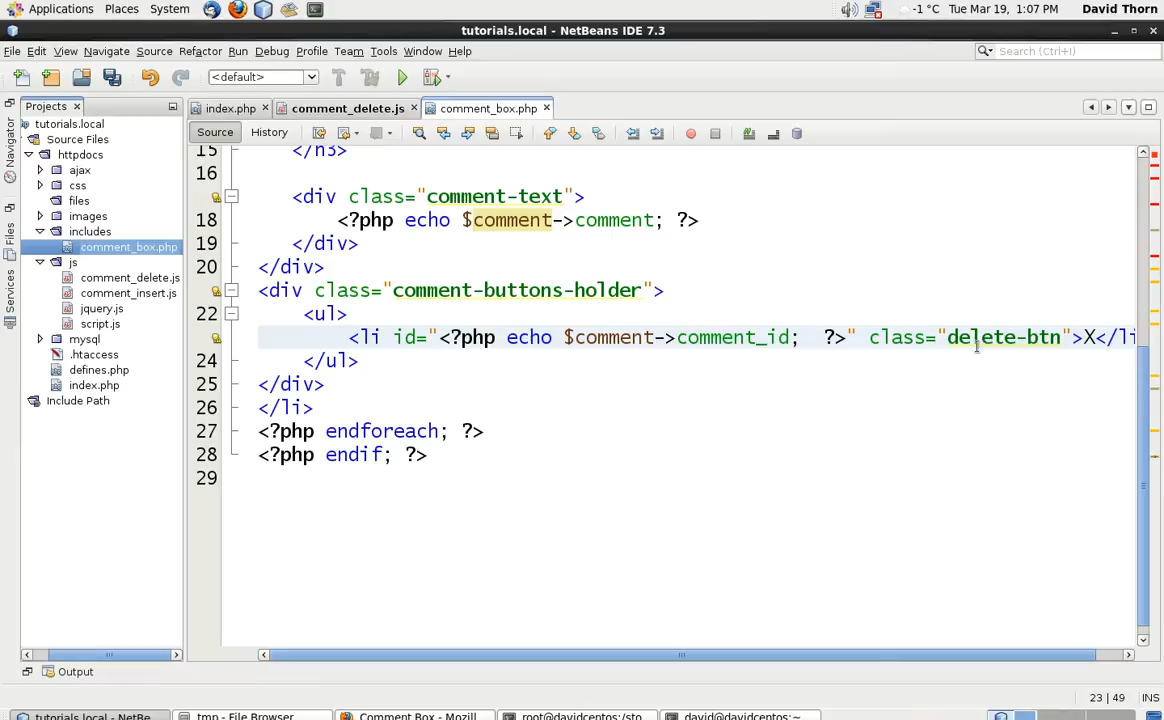 Applications Places System -1 °C Tue Mar 19, 1:07 PM David Thorn
tutorials.local - NetBeans IDE 7.3
File Edit View Navigate Source Refactor Run Debug Profile Team Tools Window Help Search (Ctrl+I)
<default>
Projects index.php comment_delete.js comment_box.php
Source History
Navigator
Files
Services
tutorials.local
Source Files
httpdocs
ajax
css
files
images
includes
comment_box.php
js
comment_delete.js
comment_insert.js
jquery.js
script.js
mysql
.htaccess
defines.php
index.php
Include Path
15 </h3>
16
<div class="comment-text">
18 <?php echo $comment->comment; ?>
19 </div>
20 </div>
<div class="comment-buttons-holder">
22 <ul>
<li id="<?php echo $comment->comment_id;  ?>" class="delete-btn">X</li
24 </ul>
25 </div>
26 </li>
27 <?php endforeach; ?>
28 <?php endif; ?>
29
Output
23 | 49 INS
tutorials.local - NetBe... tmp - File Browser Comment Box - Mozill... root@davidcentos:/sto... david@davidcentos:~